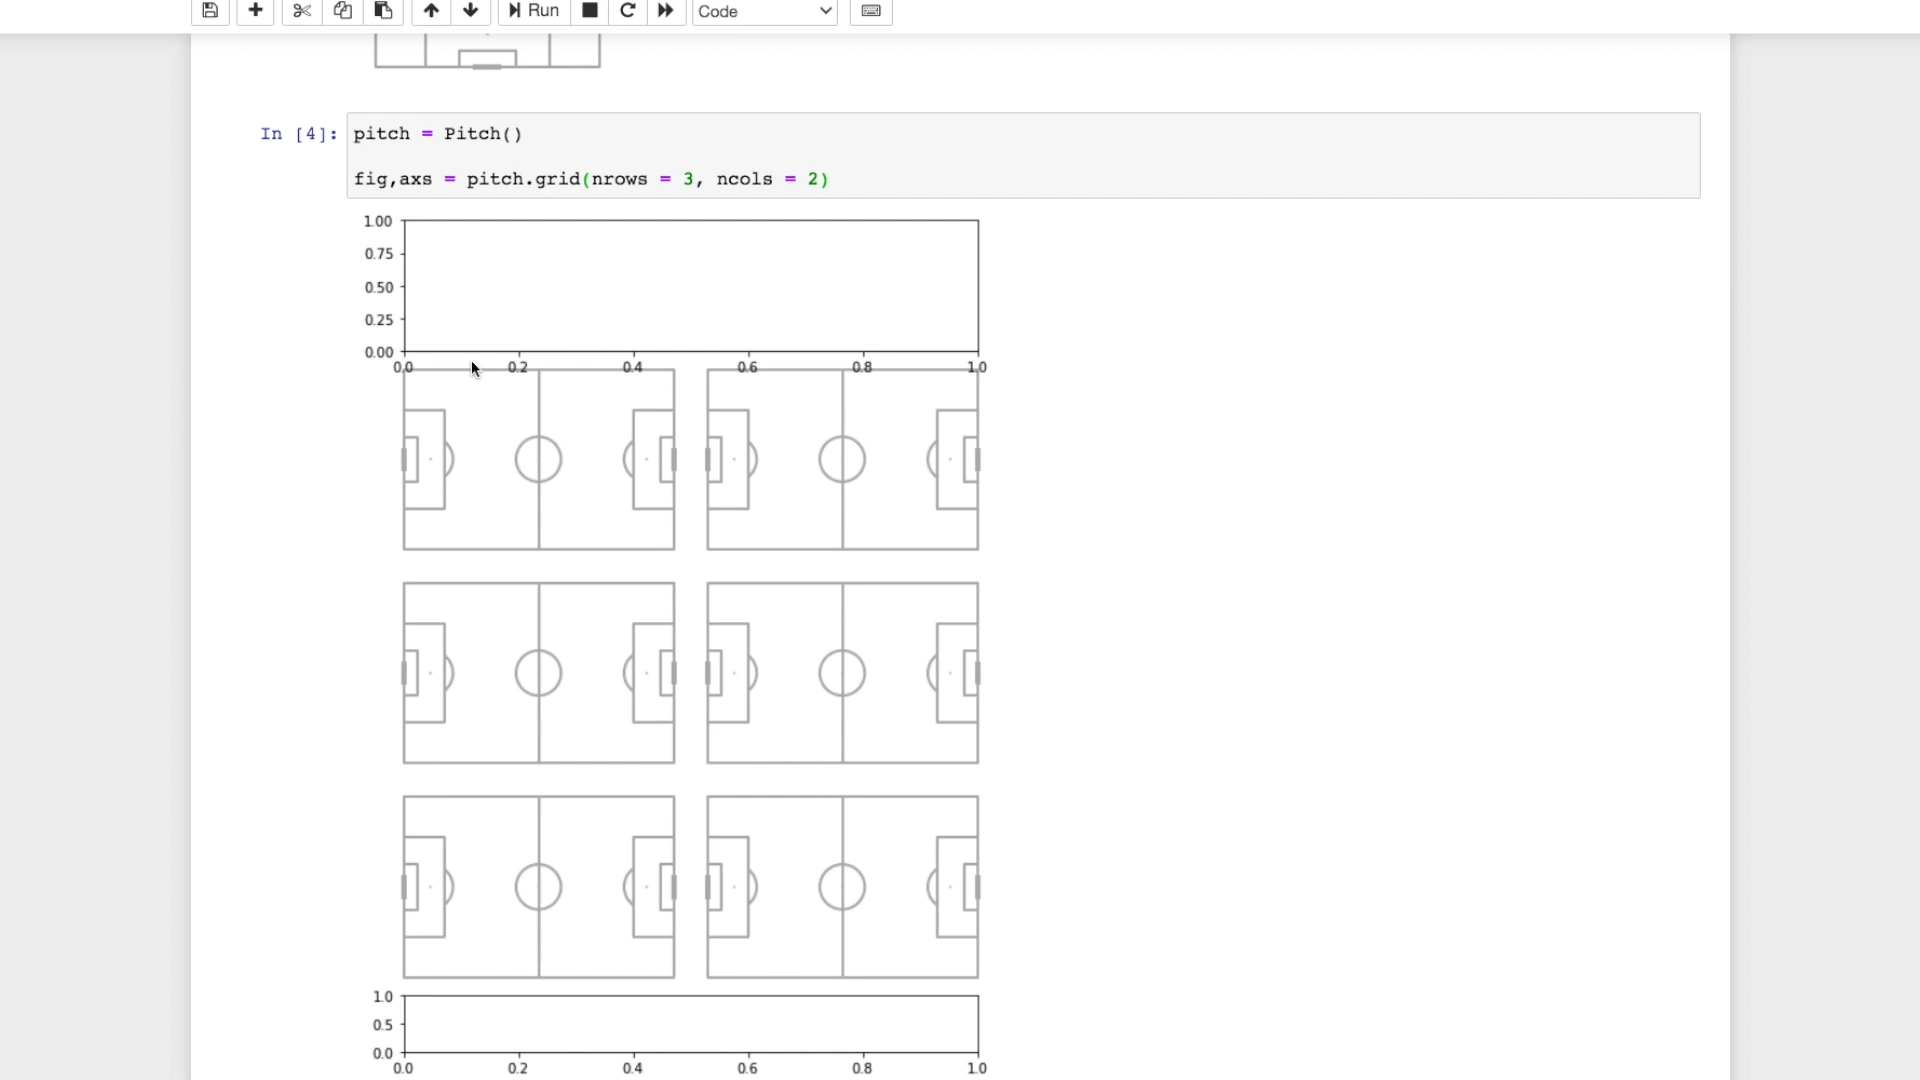 Run Code
In [4]: pitch = Pitch()
fig,axs = pitch.grid(nrows = 3, ncols = 2)
1.00
0.75
0.50
0.25
0.00
0.0 0.2 0.4 0.6 0.8 1.0
1.0
0.5
0.0
0.0 0.2 0.4 0.6 0.8 1.0